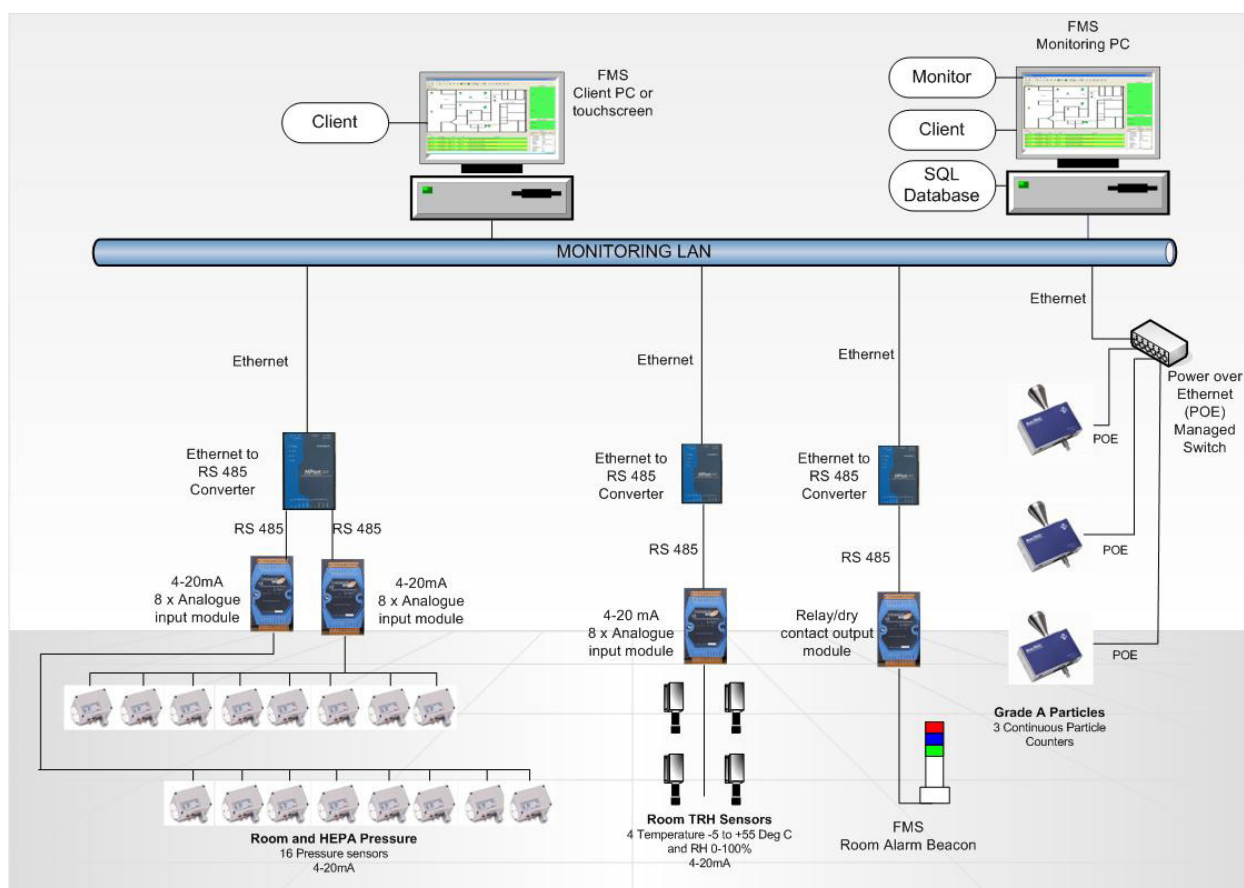 FMS
Monitoring PC
FMS
Client PC or
touchscreen
Client
Monitor
Client
SQL
Database
MONITORING LAN
Ethernet
Ethernet
Ethernet
Ethernet
Power over
Ethernet
(POE)
Managed
Switch
POE
POE
POE
Ethernet to
RS 485
Converter
Ethernet to
RS 485
Converter
Ethernet to
RS 485
Converter
RS 485
RS 485
RS 485
RS 485
4-20mA
8 x Analogue
input module
4-20mA
8 x Analogue
input module
4-20 mA
8 x Analogue
input module
Relay/dry
contact output
module
Grade A Particles
3 Continuous Particle
Counters
Room and HEPA Pressure
16 Pressure sensors
4-20mA
Room TRH Sensors
4 Temperature -5 to +55 Deg C
and RH 0-100%
4-20mA
FMS
Room Alarm Beacon